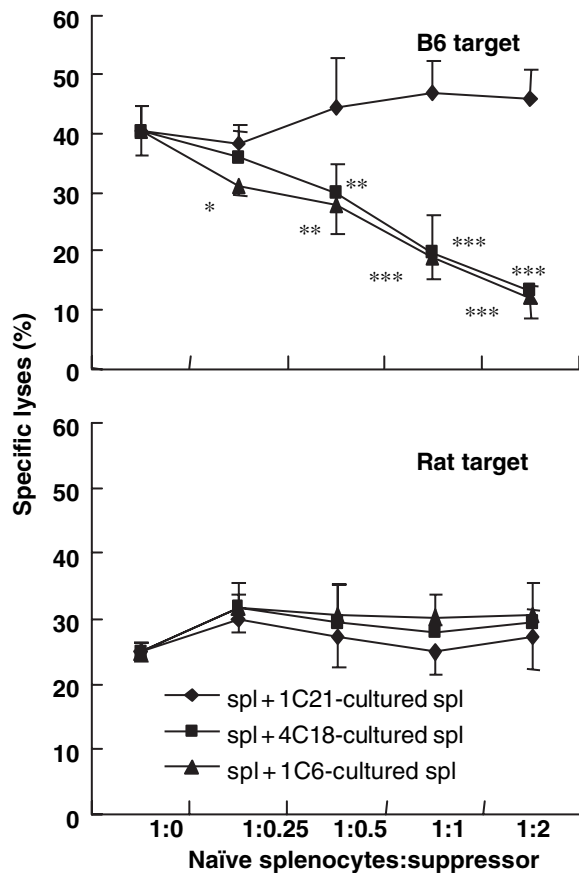 60
B6 target
50
40
30
**
*
**
20
***
***
***
10
***
0
Specific lyses (%)
60
Rat target
50
40
30
20
spl + 1C21-cultured spl
spl + 4C18-cultured spl
10
spl + 1C6-cultured spl
0
1:0 1:0.25 1:0.5 1:1 1:2
Naïve splenocytes:suppressor